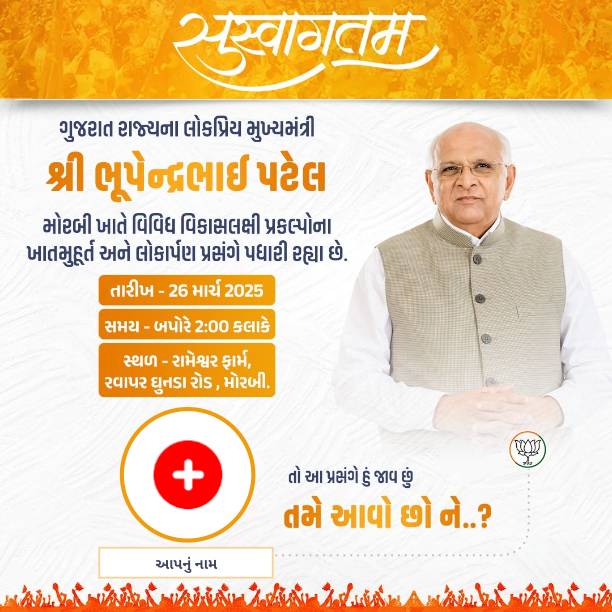 સુસ્વાગતમ
ગુજરાત રાજ્યના લોકપ્રિય મુખ્યમંત્રી
શ્રી ભૂપેન્દ્રભાઈ પટેલ
મોરબી ખાતે વિવિધ વિકાસલક્ષી પ્રકલ્પોના
ખાતમુહૂર્ત અને લોકાર્પણ પ્રસંગે પધારી રહ્યા છે.
તારીખ - 26 માર્ચ 2025
સમય - બપોરે 2:00 કલાકે
સ્થળ - રામેશ્વર ફાર્મ,
રવાપર ઘુનડા રોડ , મોરબી.
તો આ પ્રસંગે હું જાવ છું
તમે આવો છો ને..?
આપનું નામ